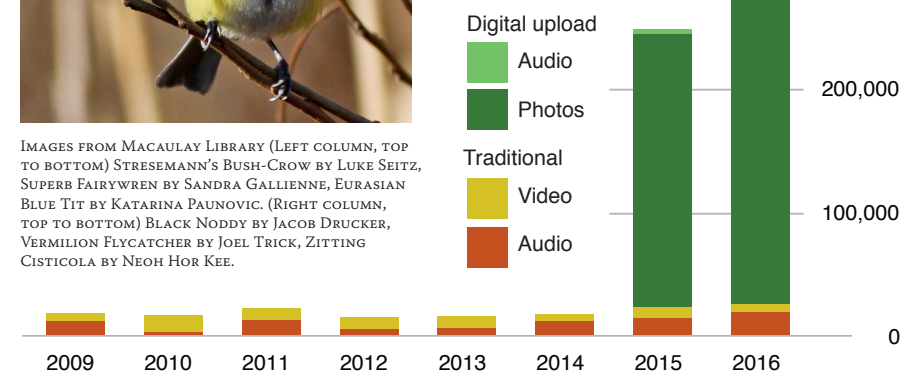 IMAGES FROM MACAULAY LIBRARY (LEFT COLUMN, TOP
TO BOTTOM) STRESEMANN'S BUSH-CROW BY LUKE SEITZ,
SUPERB FAIRYWREN BY SANDRA GALLIENNE, EURASIAN
BLUE TIT BY KATARINA PAUNOVIC. (RIGHT COLUMN,
TOP TO BOTTOM) BLACK NODDY BY JACOB DRUCKER,
VERMILION FLYCATCHER BY JOEL TRICK, ZITTING
CISTICOLA BY NEOH HOR KEE.
Digital upload
Audio
Photos
Traditional
Video
Audio
200,000
100,000
0
2009 2010 2011 2012 2013 2014 2015 2016